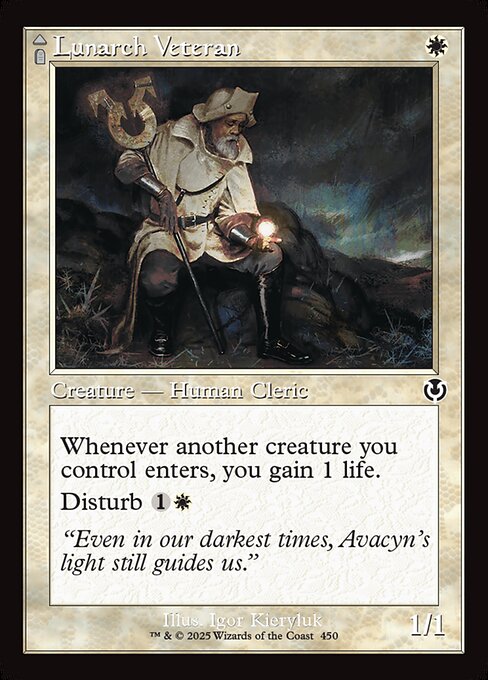 Lunarch Veteran
Creature — Human Cleric
Whenever another creature you
control enters, you gain 1 life.
Disturb 1
“Even in our darkest times, Avacyn’s
light still guides us.”
Illus. Igor Kieryluk
1/1
™ & © 2025 Wizards of the Coast 450